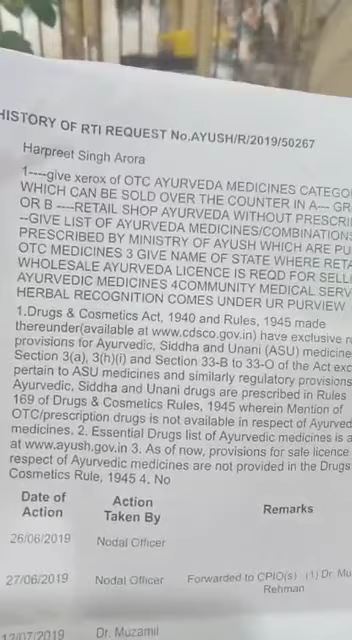 HISTORY OF RTI REQUEST No.AYUSH/R/2019/50267
Harpreet Singh Arora
1----give xerox of OTC AYURVEDA MEDICINES
WHICH CAN BE SOLD OVER THE COUNTER IN A---
OR B ----RETAIL SHOP AYURVEDA WITHOUT
--GIVE LIST OF AYURVEDA MEDICINES/COMBINATIONS
PRESCRIBED BY MINISTRY OF AYUSH WHICH ARE
OTC MEDICINES 3 GIVE NAME OF STATE WHERE
WHOLESALE AYURVEDA LICENCE IS REQD FOR
AYURVEDIC MEDICINES 4COMMUNITY MEDICAL
HERBAL RECOGNITION COMES UNDER UR PURVIEW
1.Drugs & Cosmetics Act, 1940 and Rules, 1945 made
thereunder(available at www.cdsco.gov.in) have exclusive
provisions for Ayurvedic, Siddha and Unani (ASU)
Section 3(a), 3(h)(i) and Section 33-B to 33-O of the Act
pertain to ASU medicines and similarly regulatory provisions
Ayurvedic, Siddha and Unani drugs are prescribed in Rules
169 of Drugs & Cosmetics Rules, 1945 wherein Mention of
OTC/prescription drugs is not available in respect of
medicines. 2. Essential Drugs list of Ayurvedic medicines is
at www.ayush.gov.in 3. As of now, provisions for sale licence
respect of Ayurvedic medicines are not provided in the Drugs
Cosmetics Rule, 1945 4. No
Date of Action Action Taken By Remarks
26/06/2019 Nodal Officer
27/06/2019 Nodal Officer Forwarded to CPIO(s) (1) Dr.
Rehman
12/07/2019 Dr. Muzamil